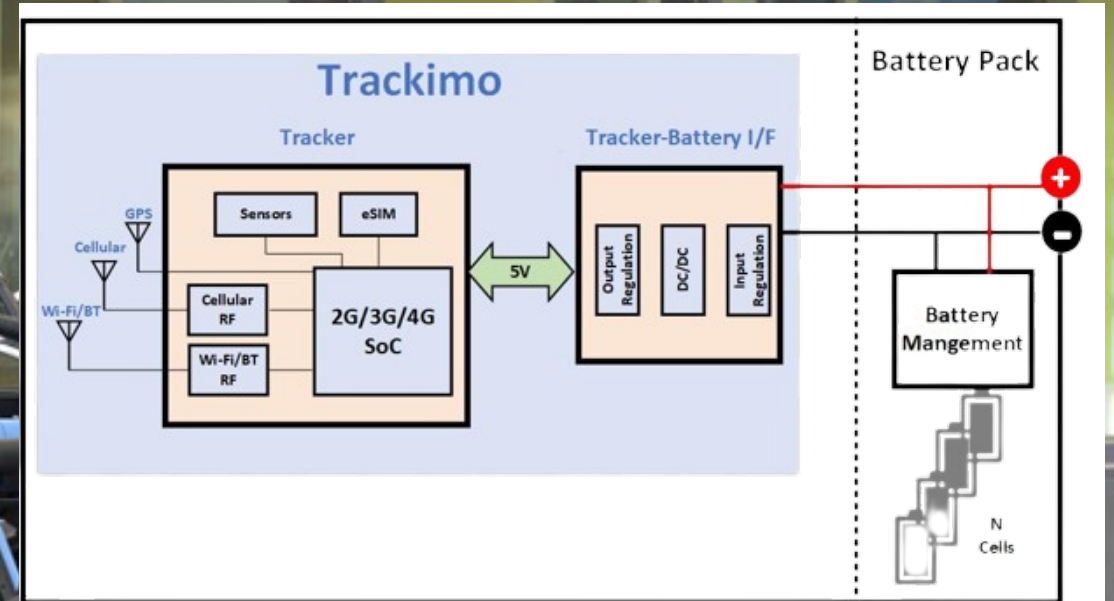 Trackimo
Battery Pack
Tracker
Tracker-Battery I/F
GPS
Cellular
Wi-Fi/BT
Sensors
eSIM
Cellular
RF
Wi-Fi/BT
RF
2G/3G/4G
SoC
5V
Output
Regulation
DC/DC
Input
Regulation
+
-
Battery
Mangement
N
Cells